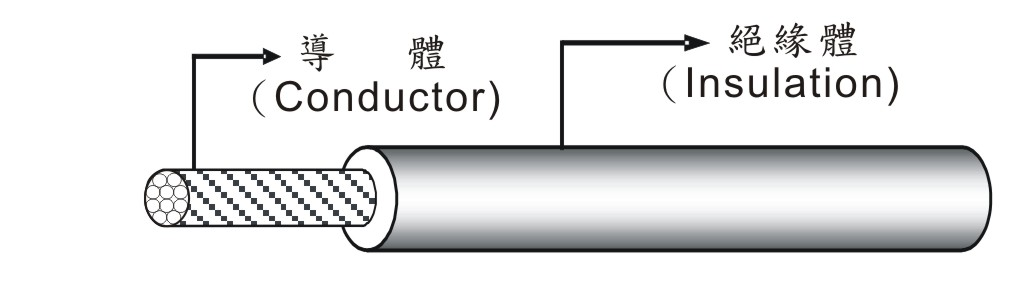 導 體
（Conductor)
絕緣體
（Insulation)